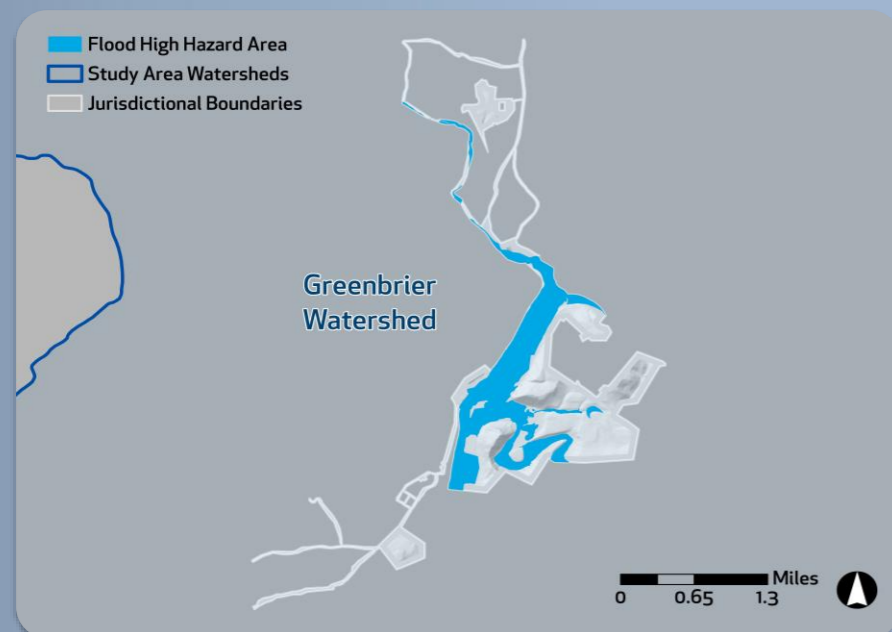 Flood High Hazard Area
Study Area Watersheds
Jurisdictional Boundaries
Greenbrier
Watershed
Miles
0 0.65 1.3